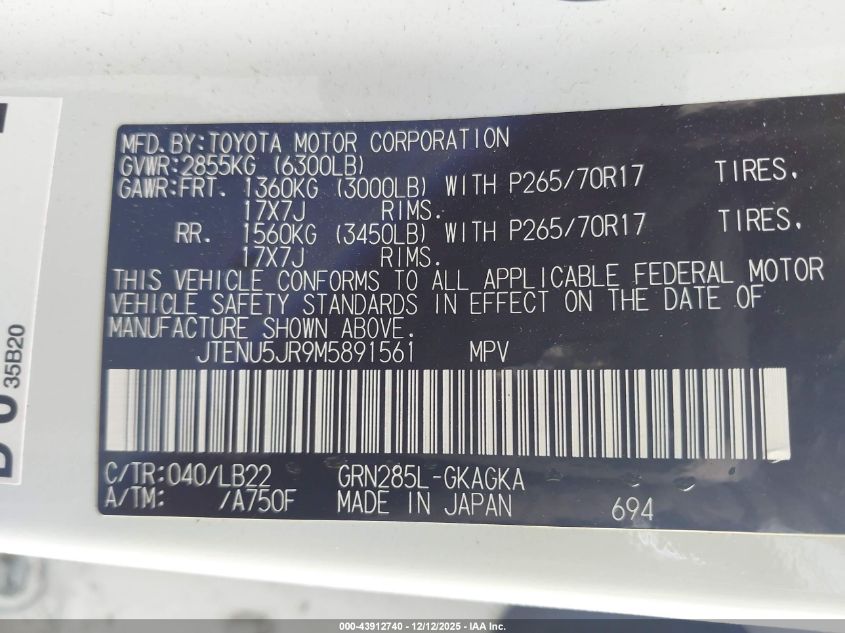 MFD.BY:TOYOTA MOTOR CORPORATION
GVWR:2855KG (6300LB)
GAWR:FRT. 1360KG (3000LB) WITH P265/70R17 TIRES.
17X7J RIMS.
RR. 1560KG (3450LB) WITH P265/70R17 TIRES.
17X7J RIMS.
THIS VEHICLE CONFORMS TO ALL APPLICABLE FEDERAL MOTOR
VEHICLE SAFETY STANDARDS IN EFFECT ON THE DATE OF
MANUFACTURE SHOWN ABOVE.
JTENU5JR9M5891561 MPV
C/TR:040/LB22 GRN285L-GKAGKA
A/TM: /A750F MADE IN JAPAN 694
35B20
000-43912740 - 12/12/2025 - IAA, Inc.